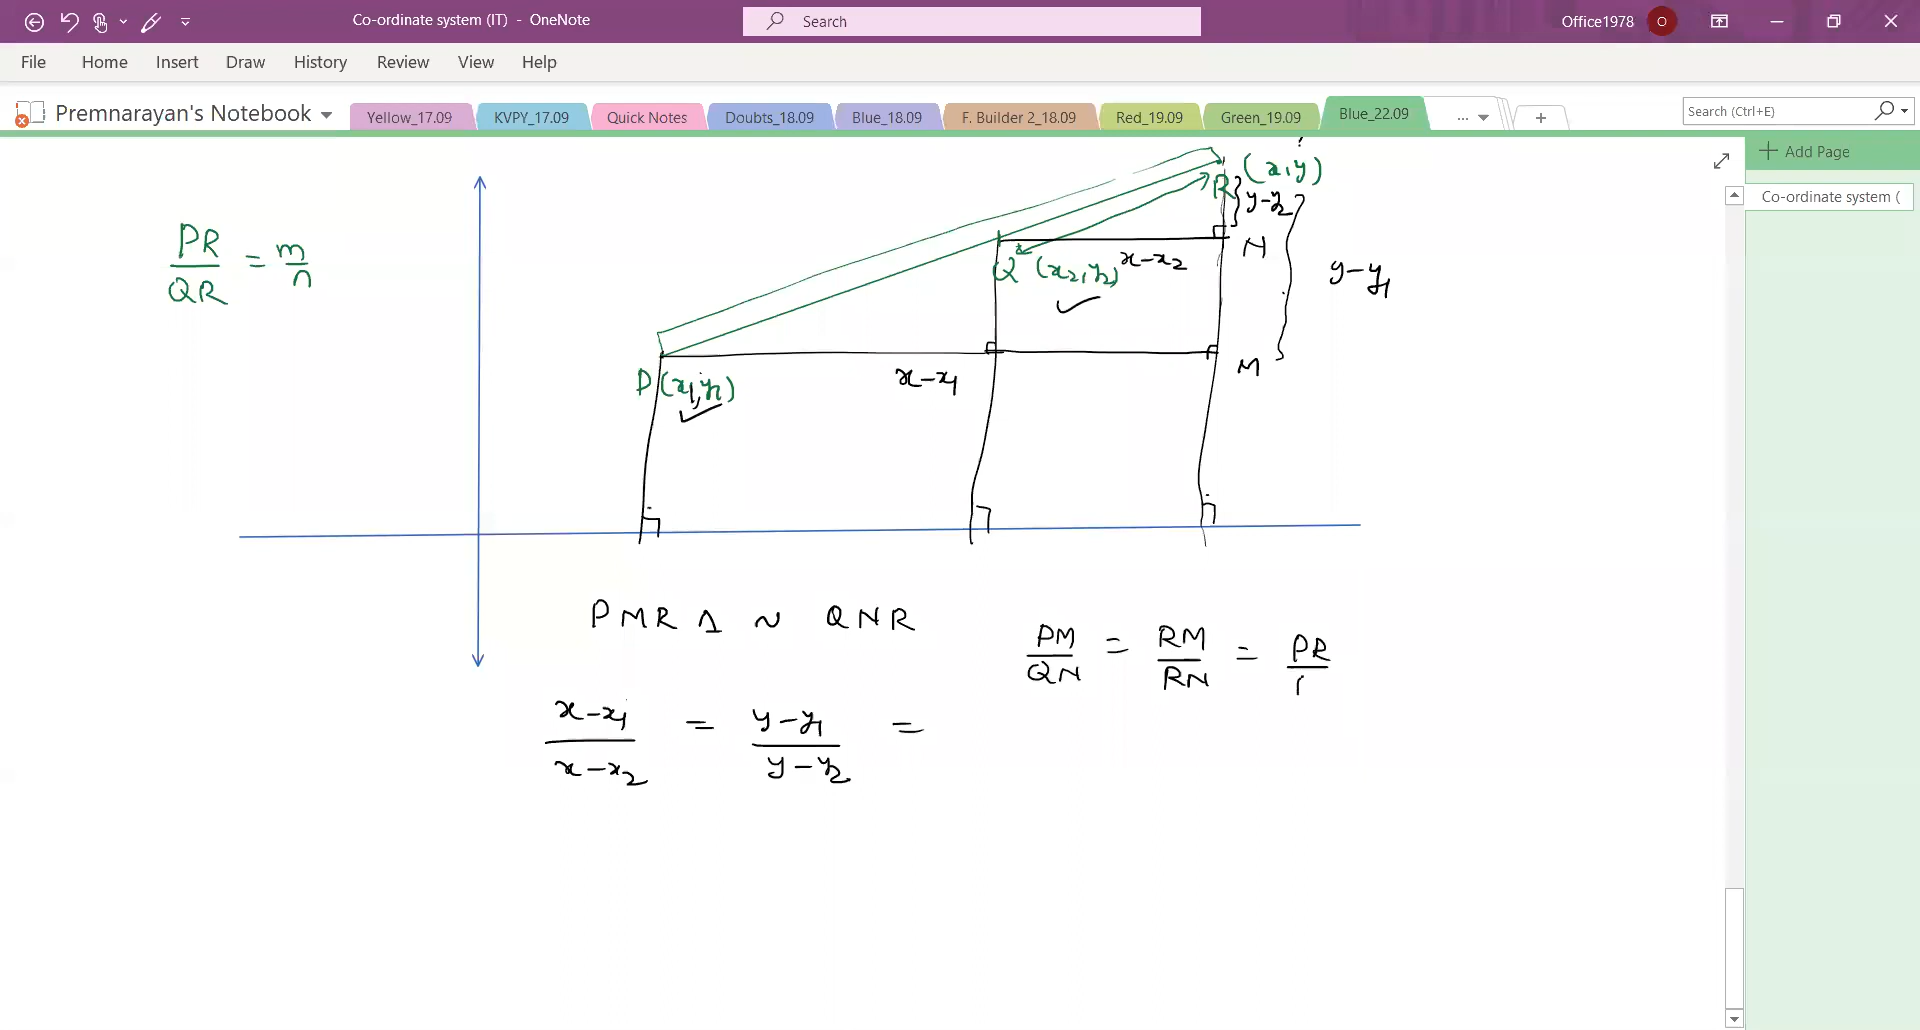 Co-ordinate system (IT) - OneNote
Search
Office1978
O
File Home Insert Draw History Review View Help
Premnarayan's Notebook
Yellow_17.09
KVPY_17.09
Quick Notes
Doubts_18.09
Blue_18.09
F. Builder 2_18.09
Red_19.09
Green_19.09
Blue_22.09
...
Search (Ctrl+E)
Add Page
Co-ordinate system (
PR/QR = m/n
?
R (x,y)
y-y2
N
Q (x2,y2)
x-x2
y-y1
P(x1,y1)
x-x1
M
PMR Δ ~ QNR
PM/QN = RM/RN = PR/
x-x1/x-x2 = y-y1/y-y2 =